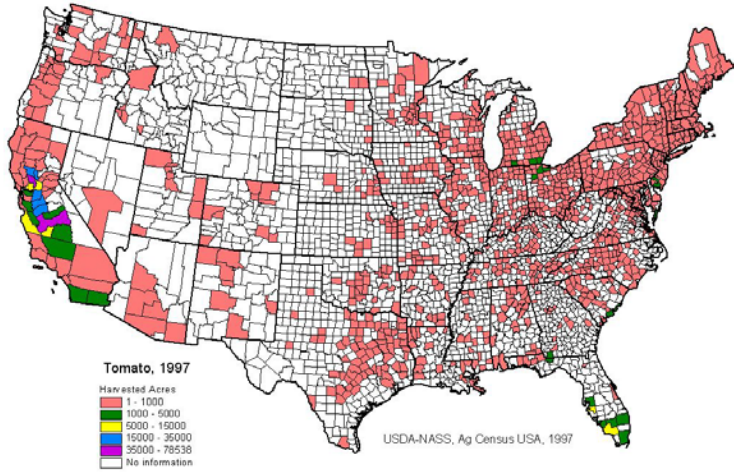 Tomato, 1997
Harvested Acres
1 - 1000
1000 - 5000
5000 - 15000
15000 - 35000
35000 - 78538
No information
USDA-NASS, Ag Census USA, 1997